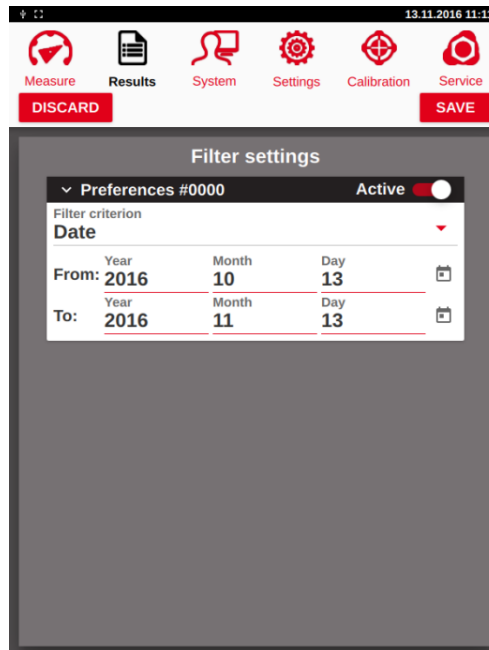 13.11.2016 11:11
Measure Results System Settings Calibration Service
DISCARD SAVE
Filter settings
Preferences #0000 Active
Filter criterion
Date
Year Month Day
From: 2016 10 13
Year Month Day
To: 2016 11 13